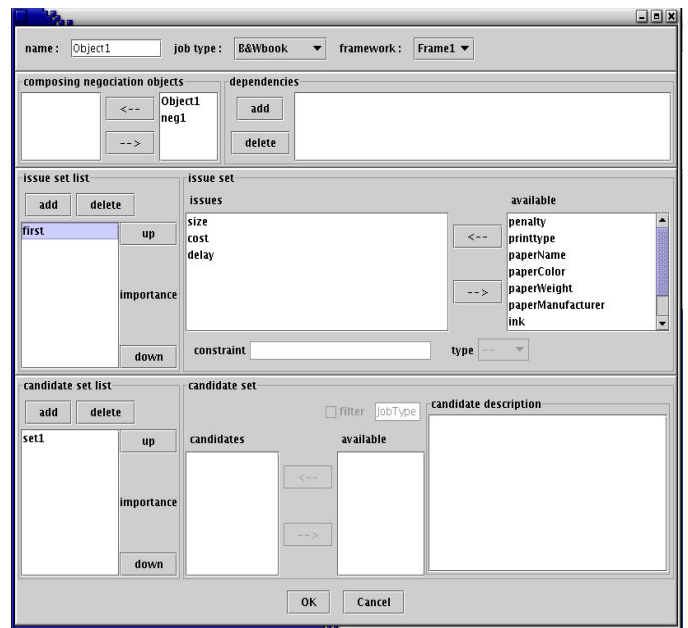 name : Object1 job type : B&Wbook framework : Frame1
composing negociation objects dependencies
<-- Object1 add
neg1
--> delete
issue set list issue set
add delete issues available
first up size <-- penalty
cost printtype
delay paperName
paperColor
importance --> paperWeight
paperManufacturer
ink
down constraint type --
candidate set list candidate set
add delete filter JobType candidate description
set1 up candidates available
<--
importance
-->
down
OK Cancel